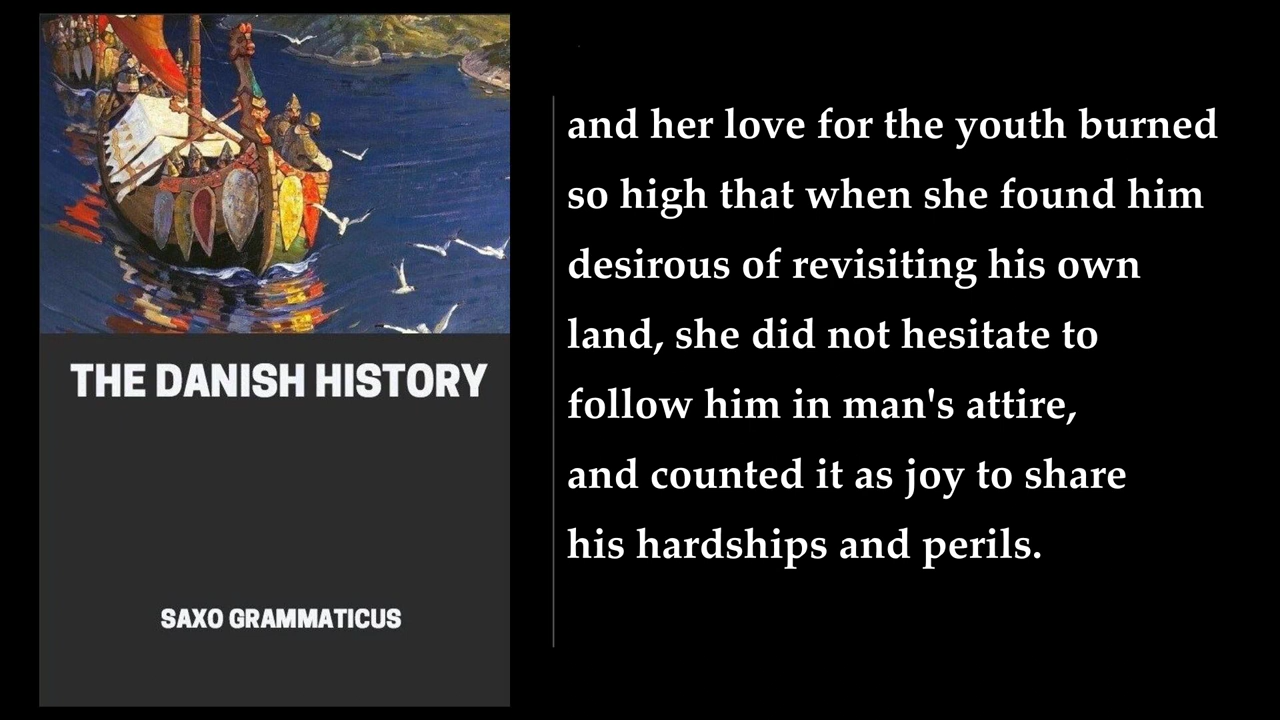 THE DANISH HISTORY
SAXO GRAMMATICUS
and her love for the youth burned
so high that when she found him
desirous of revisiting his own
land, she did not hesitate to
follow him in man's attire,
and counted it as joy to share
his hardships and perils.